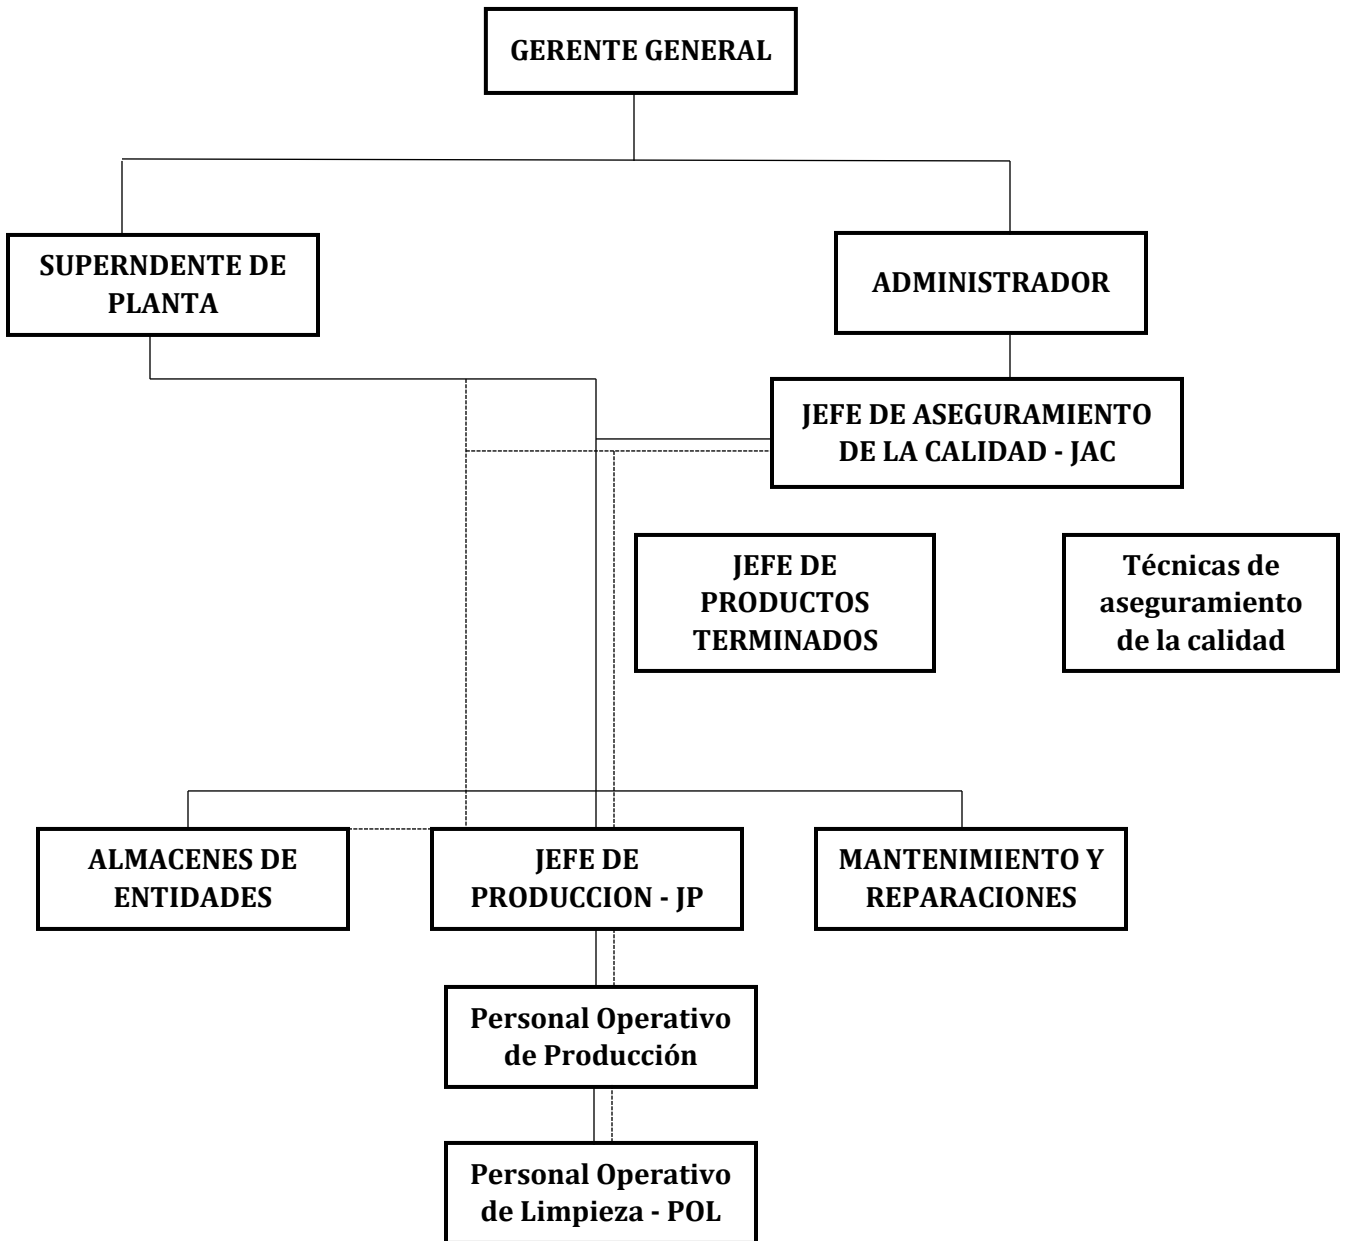 GERENTE GENERAL
SUPERNDENTE DE
PLANTA
ADMINISTRADOR
JEFE DE ASEGURAMIENTO
DE LA CALIDAD - JAC
JEFE DE
PRODUCTOS
TERMINADOS
Técnicas de
aseguramiento
de la calidad
ALMACENES DE
ENTIDADES
JEFE DE
PRODUCCION - JP
MANTENIMIENTO Y
REPARACIONES
Personal Operativo
de Producción
Personal Operativo
de Limpieza - POL